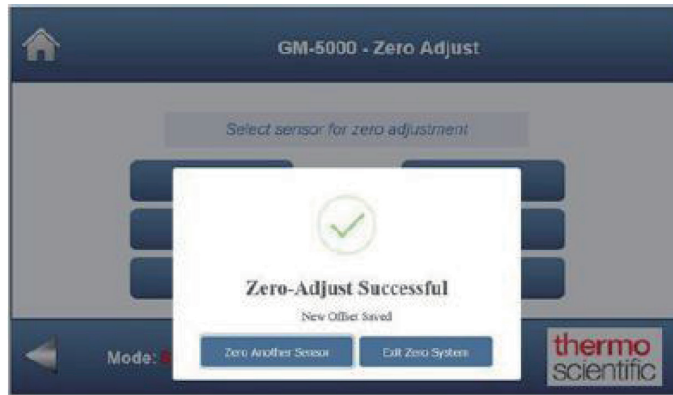 GM-5000 - Zero Adjust
Select sensor for zero adjustment
Zero-Adjust Successful
New Offset Saved
Zero Another Sensor
Exit Zero System
Mode:
thermo
scientific